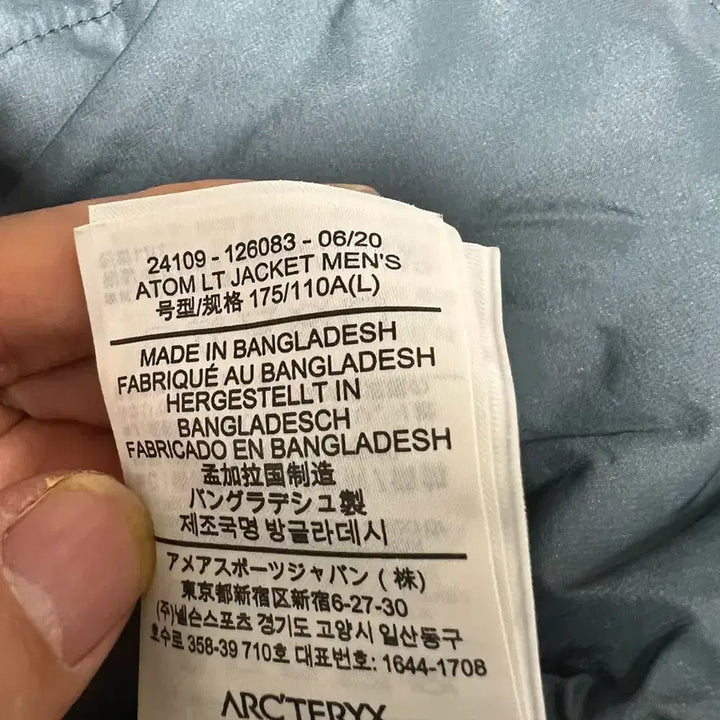 24109 - 126083 - 06/20
ATOM LT JACKET MEN'S
号型/规格 175/110A(L)
MADE IN BANGLADESH
FABRIQUÉ AU BANGLADESH
HERGESTELLT IN
BANGLADESCH
FABRICADO EN BANGLADESH
孟加拉国制造
バングラデシュ製
제조국명 방글라데시
アメアスポーツジャパン (株)
東京都新宿区新宿6-27-30
(주)넬슨스포츠 경기도 고양시 일산동구
호수로 358-39 710호 대표번호: 1644-1708
ARC'TERYX